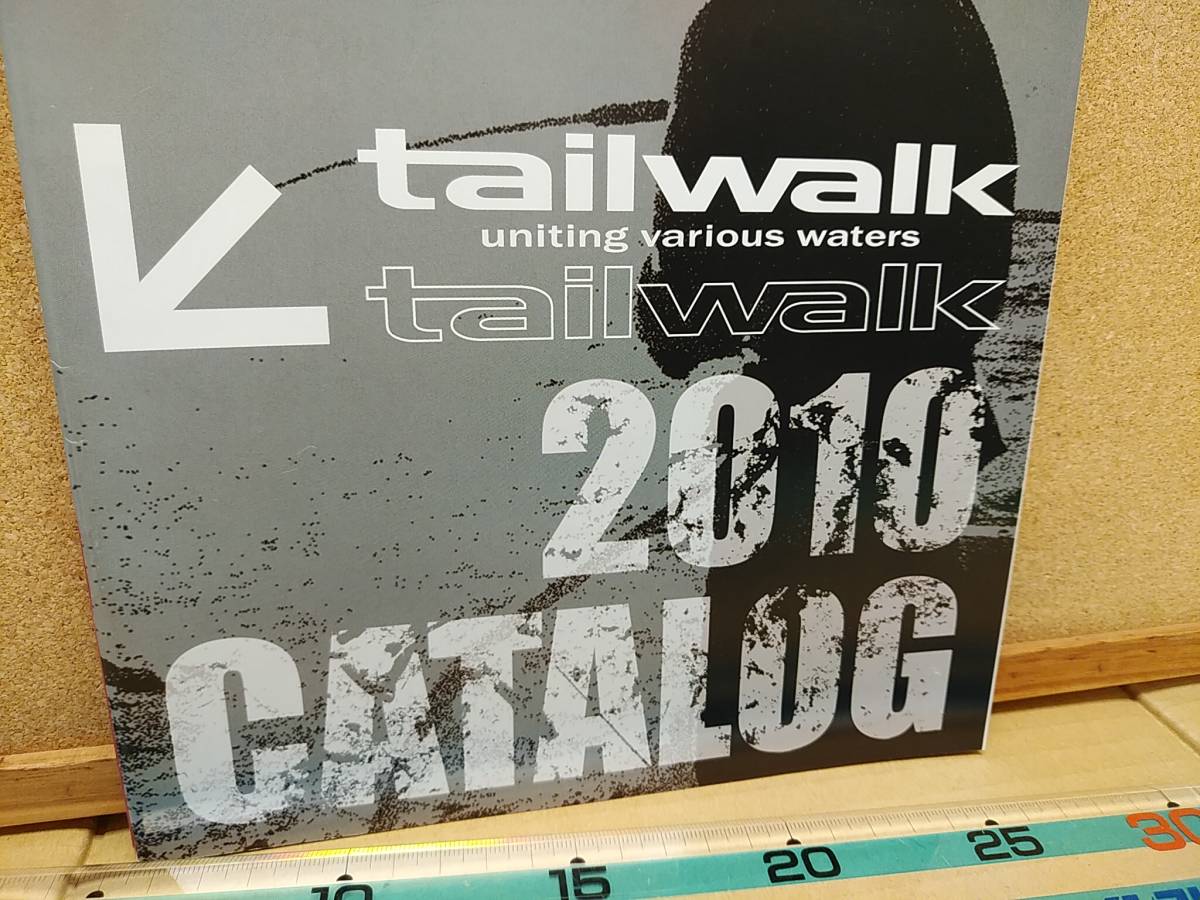 tailwalk
uniting various waters
tailwalk
2010
CATALOG
10 15 20 25 30